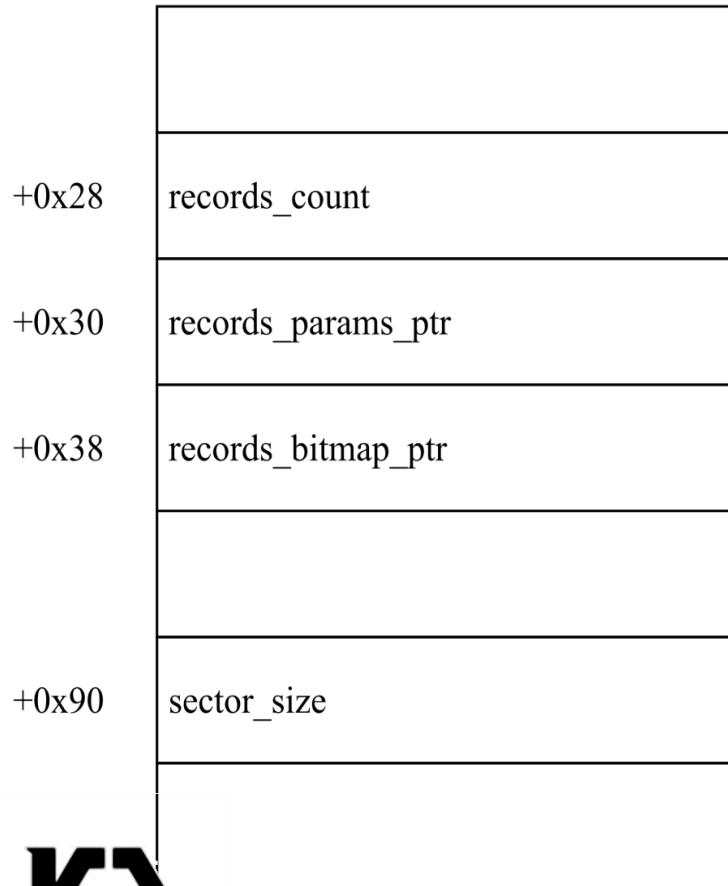 +0x28 records_count
+0x30 records_params_ptr
+0x38 records_bitmap_ptr
+0x90 sector_size